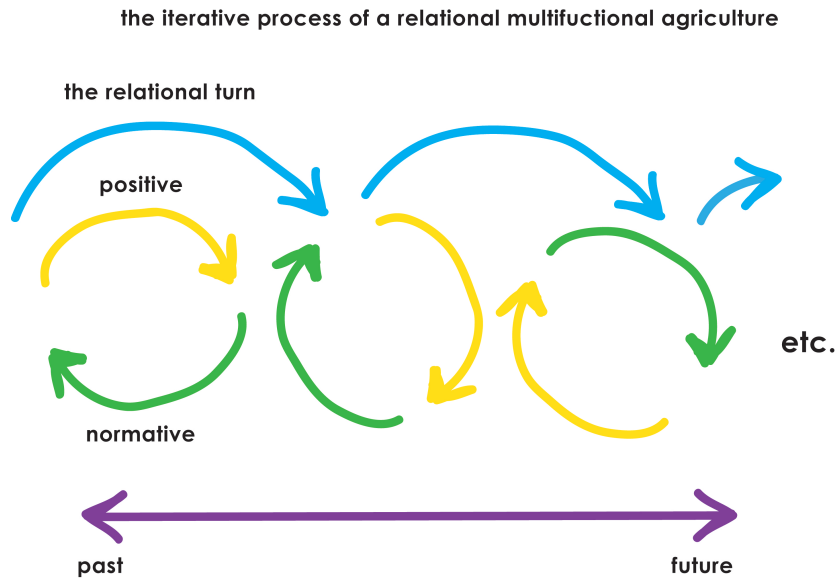 the iterative process of a relational multifuctional agriculture
the relational turn
positive
etc.
normative
past
future